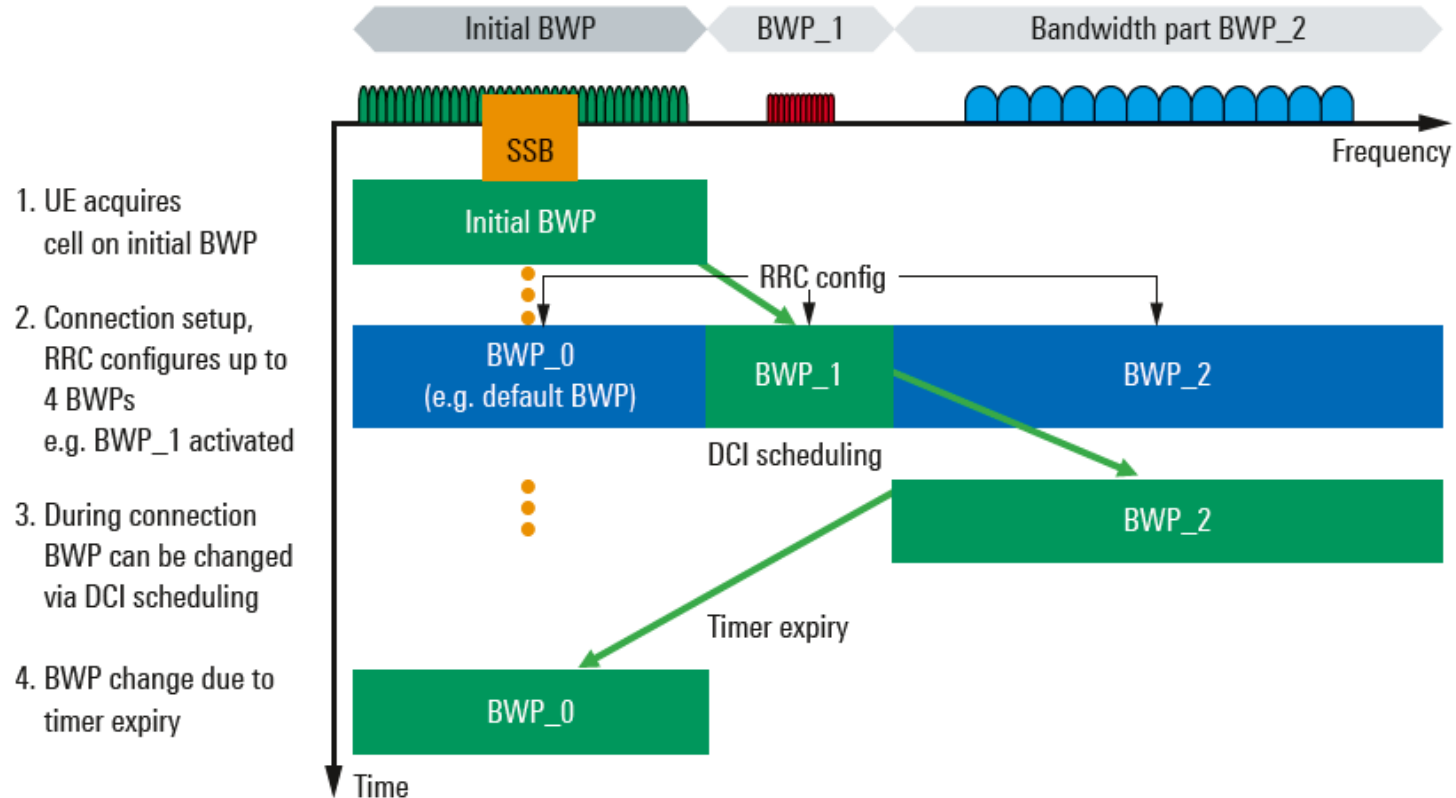 Initial BWP
BWP_1
Bandwidth part BWP_2
SSB
Frequency
1. UE acquires
cell on initial BWP
Initial BWP
RRC config
2. Connection setup,
RRC configures up to
4 BWPs
e.g. BWP_1 activated
BWP_0
(e.g. default BWP)
BWP_1
BWP_2
DCI scheduling
3. During connection
BWP can be changed
via DCI scheduling
BWP_2
Timer expiry
4. BWP change due to
timer expiry
BWP_0
Time